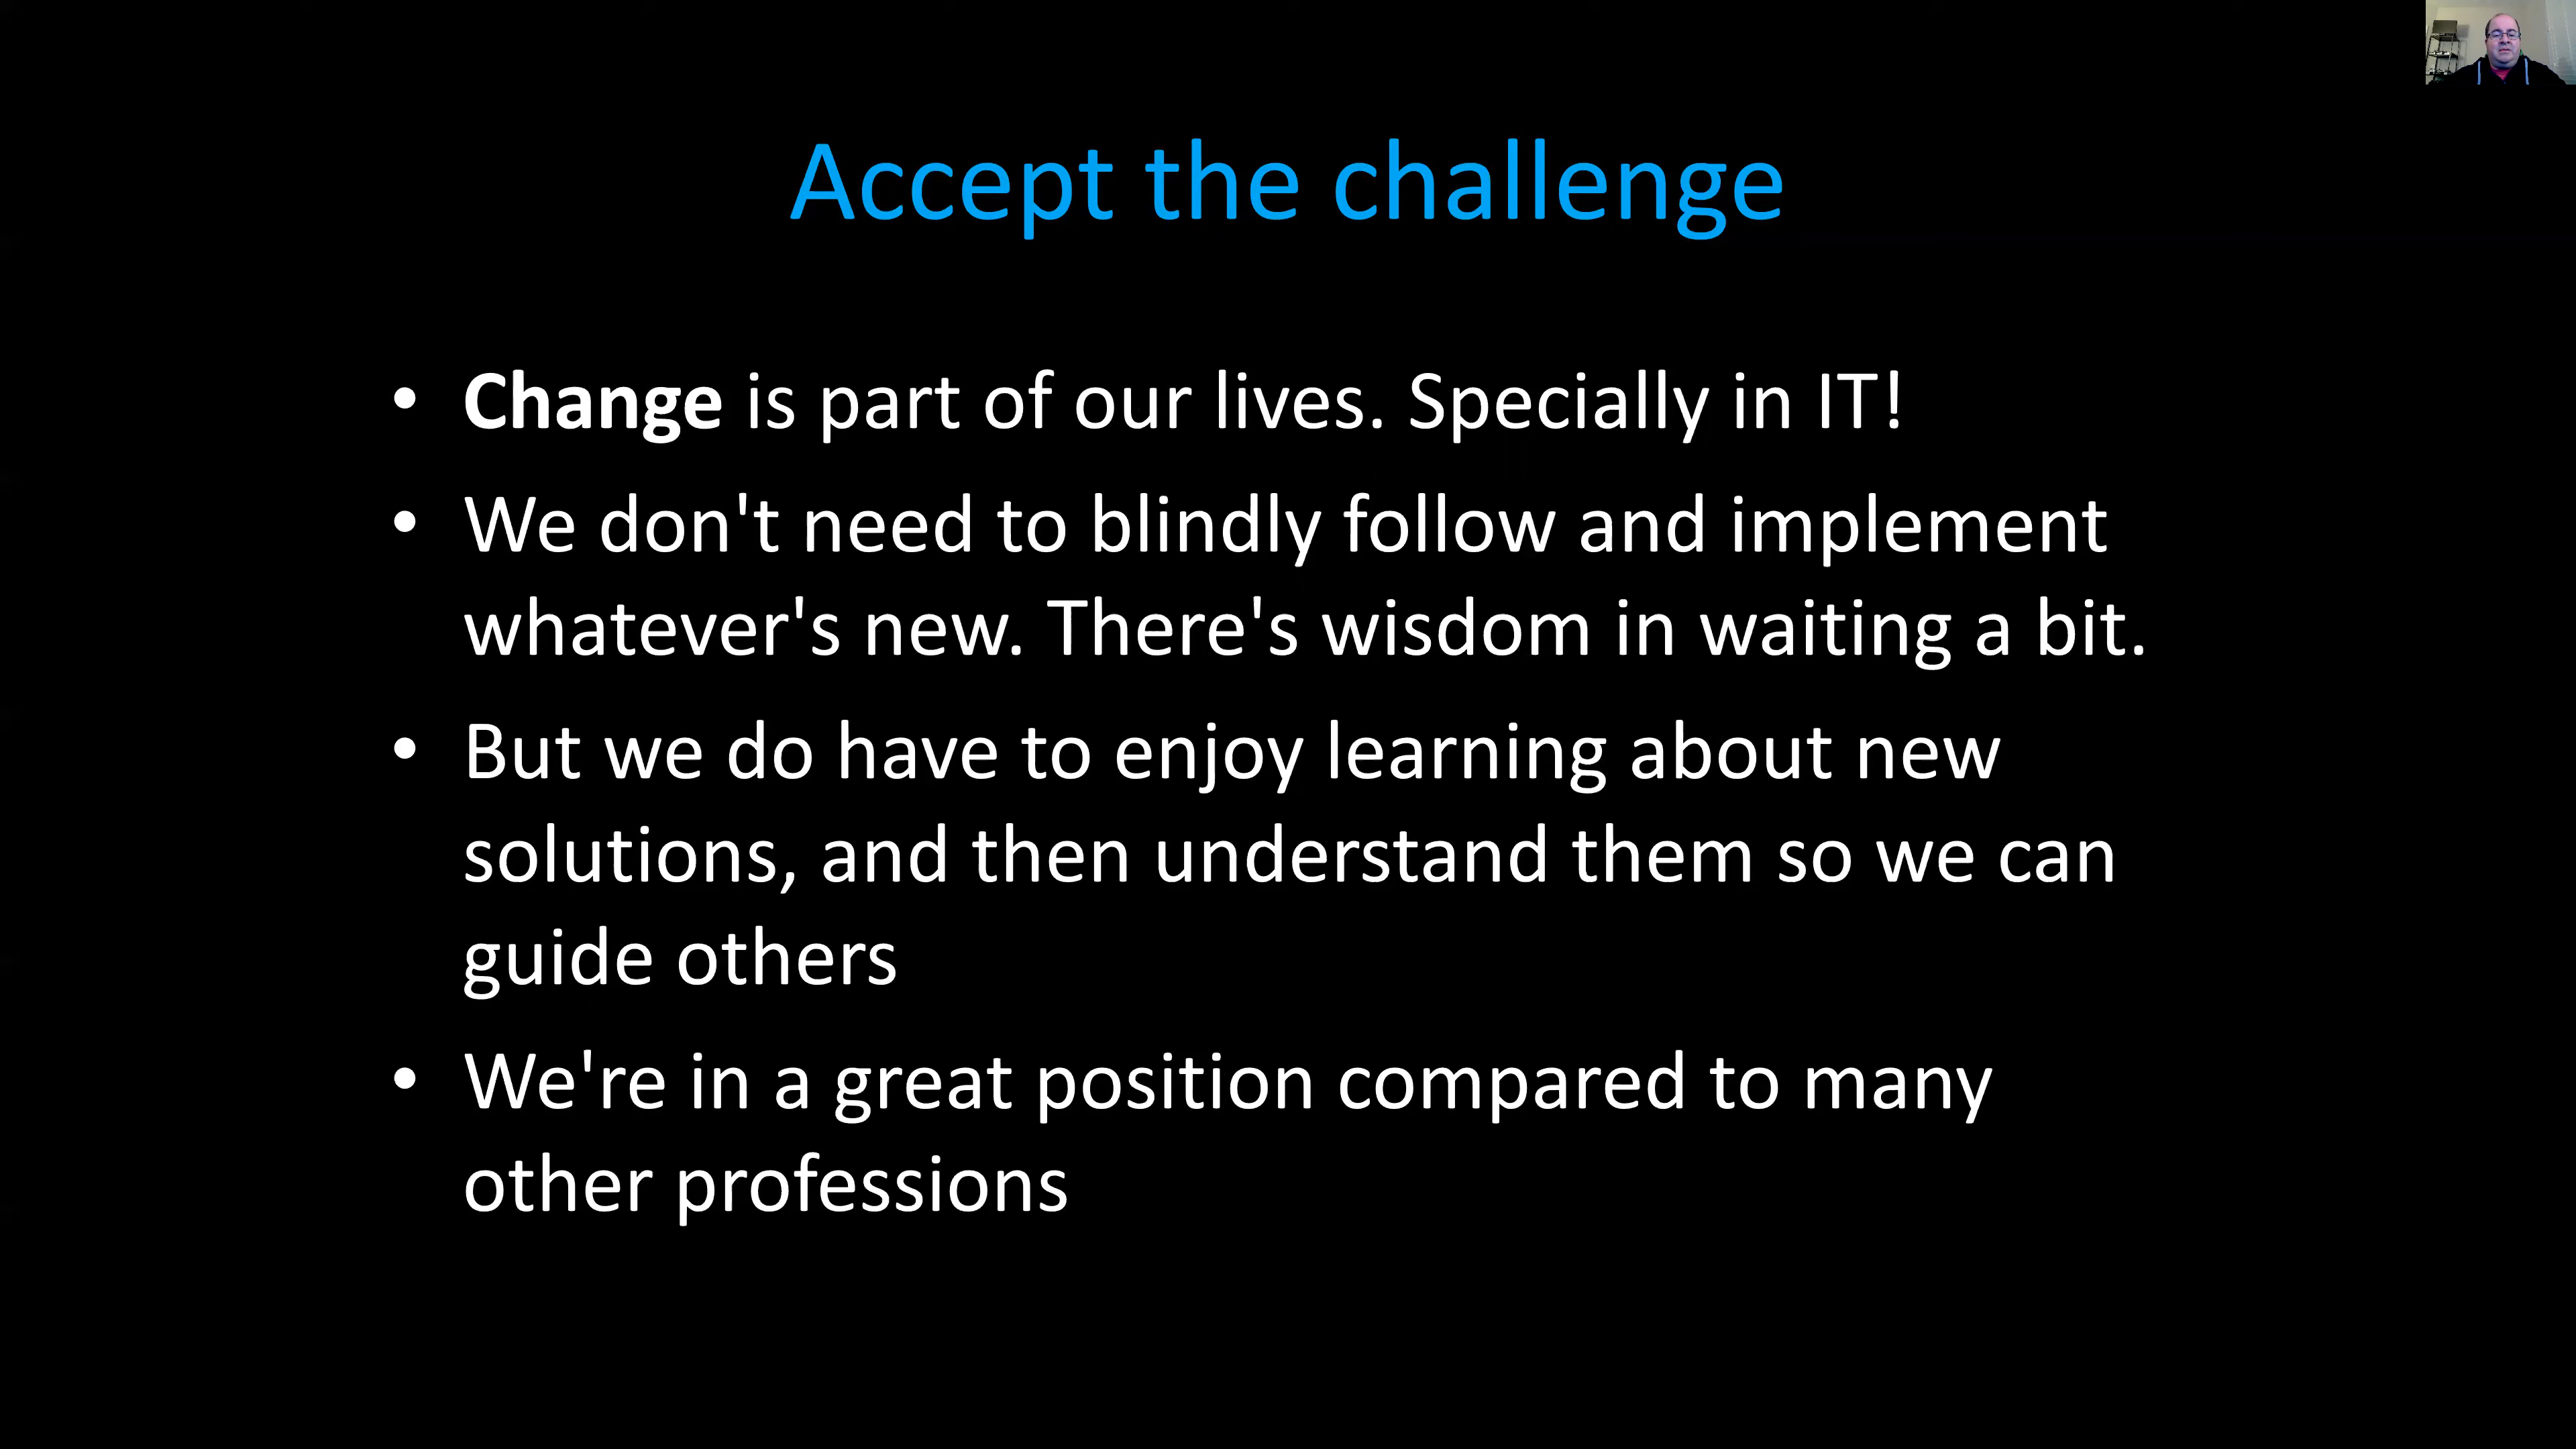 Accept the challenge
• Change is part of our lives. Specially in IT!
• We don't need to blindly follow and implement
whatever's new. There's wisdom in waiting a bit.
• But we do have to enjoy learning about new
solutions, and then understand them so we can
guide others
• We're in a great position compared to many
other professions